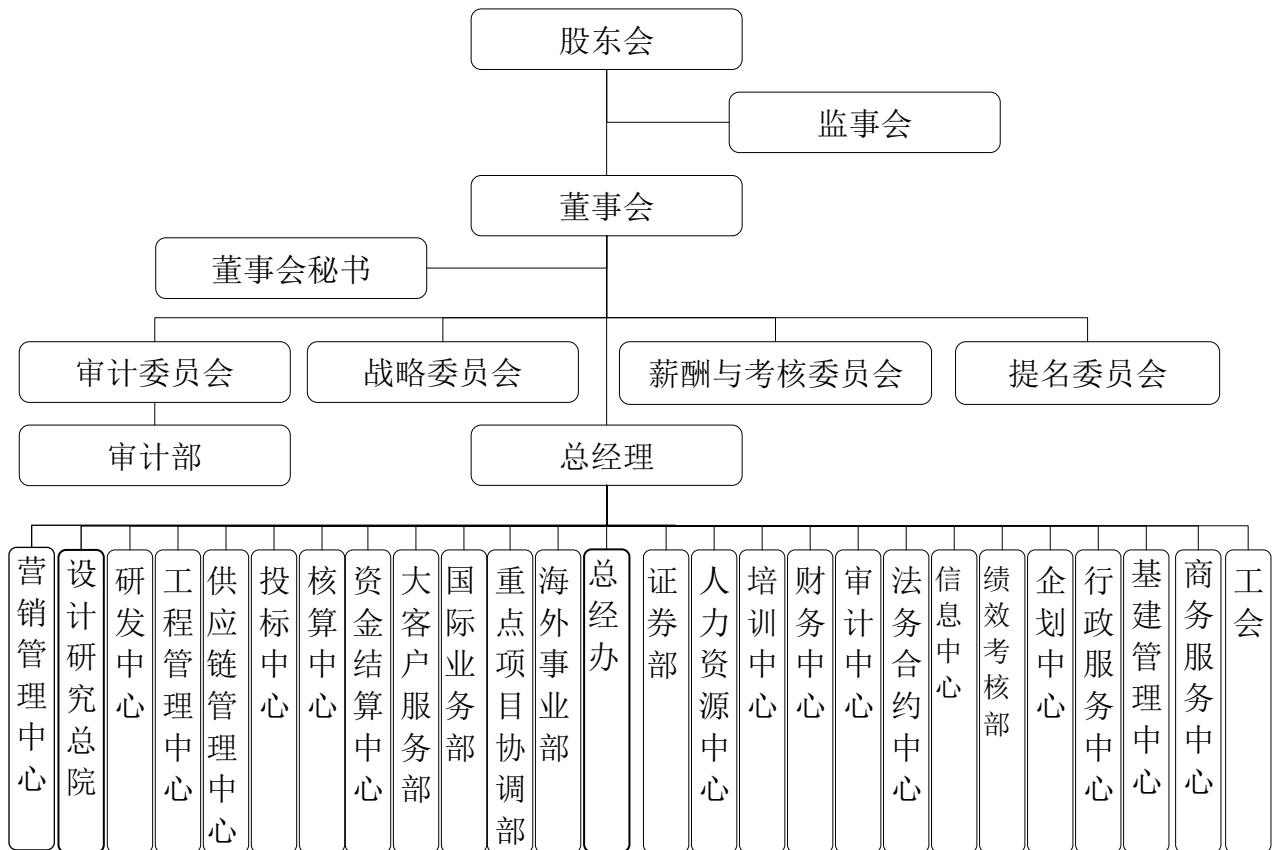 股东会
监事会
董事会
董事会秘书
审计委员会
战略委员会
薪酬与考核委员会
提名委员会
审计部
总经理
营销管理中心
设计研究总院
研发中心
工程管理中心
供应链管理中心
投标中心
核算中心
资金结算中心
大客户服务部
国际业务部
重点项目协调部
海外事业部
总经办
证券部
人力资源中心
培训中心
财务中心
审计中心
法务合约中心
信息中心
绩效考核部
企划中心
行政服务中心
基建管理中心
商务服务中心
工会